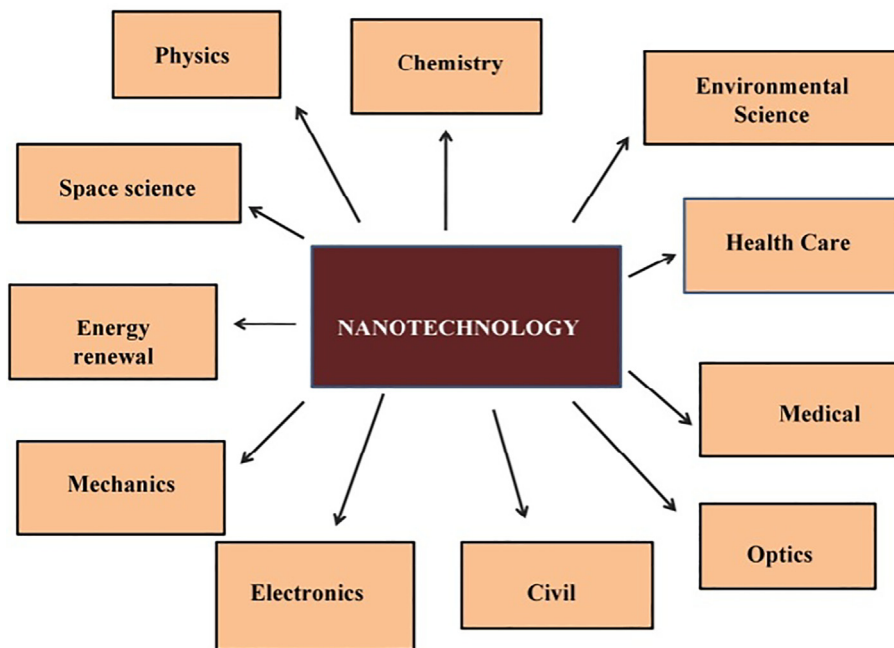 Physics
Chemistry
Environmental
Science
Space science
Health Care
Energy
renewal
NANOTECHNOLOGY
Medical
Mechanics
Optics
Electronics
Civil